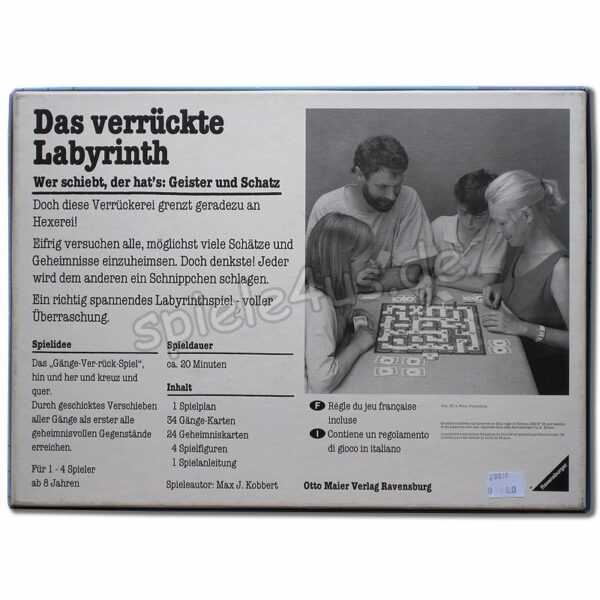 Das verrückte
Labyrinth
Wer schiebt, der hat's: Geister und Schatz
Doch diese Verrückerei grenzt geradezu an
Hexerei!
Eifrig versuchen alle, möglichst viele Schätze und
Geheimnisse einzuheimsen. Doch denkste! Jeder
wird dem anderen ein Schnippchen schlagen.
Ein richtig spannendes Labyrinthspiel - voller
Überraschung.
Spielidee
Das „Gänge-Ver-rück-Spiel“,
hin und her und kreuz und
quer.
Durch geschicktes Verschieben
aller Gänge als erster alle
geheimnisvollen Gegenstände
erreichen.
Für 1 - 4 Spieler
ab 8 Jahren
Spieldauer
ca. 20 Minuten
Inhalt
1 Spielplan
34 Gänge-Karten
24 Geheimniskarten
4 Spielfiguren
1 Spielanleitung
Spieleautor: Max J. Kobbert
F Règle du jeu française
incluse
I Contiene un regolamento
di gioco in italiano
Otto Maier Verlag Ravensburg
Ravensburger
spiele4us.de